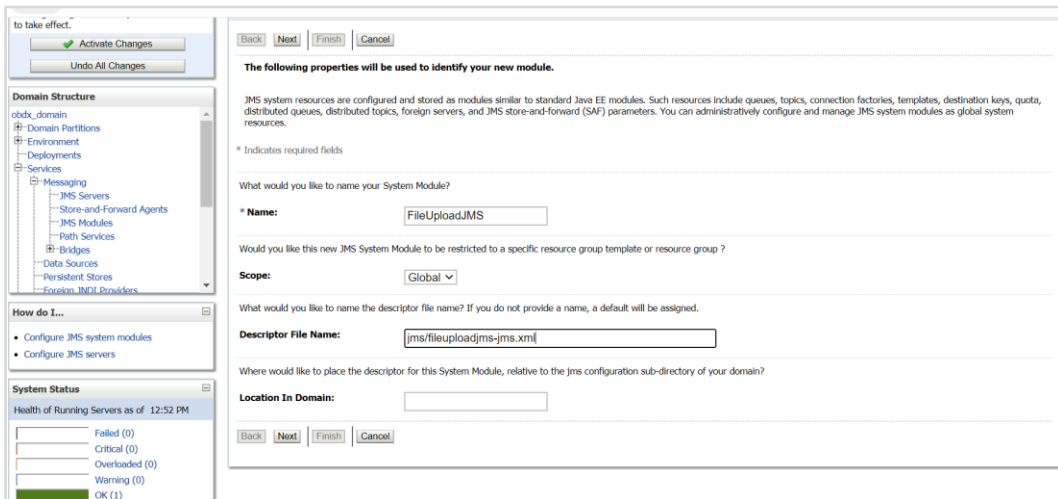 to take effect.
Activate Changes
Undo All Changes
Domain Structure
obdx_domain
Domain Partitions
Environment
Deployments
Services
Messaging
JMS Servers
Store-and-Forward Agents
JMS Modules
Path Services
Bridges
Data Sources
Persistent Stores
Foreign JNDI Providers
How do I...
Configure JMS system modules
Configure JMS servers
System Status
Health of Running Servers as of 12:52 PM
Failed (0)
Critical (0)
Overloaded (0)
Warning (0)
OK (1)
Back Next Finish Cancel
The following properties will be used to identify your new module.
JMS system resources are configured and stored as modules similar to standard Java EE modules. Such resources include queues, topics, connection factories, templates, destination keys, quota,
distributed queues, distributed topics, foreign servers, and JMS store-and-forward (SAF) parameters. You can administratively configure and manage JMS system modules as global system
resources.
* Indicates required fields
What would you like to name your System Module?
* Name: FileUploadJMS
Would you like this new JMS System Module to be restricted to a specific resource group template or resource group ?
Scope: Global
What would you like to name the descriptor file name? If you do not provide a name, a default will be assigned.
Descriptor File Name: jms/fileuploadjms-jms.xml
Where would like to place the descriptor for this System Module, relative to the jms configuration sub-directory of your domain?
Location In Domain:
Back Next Finish Cancel